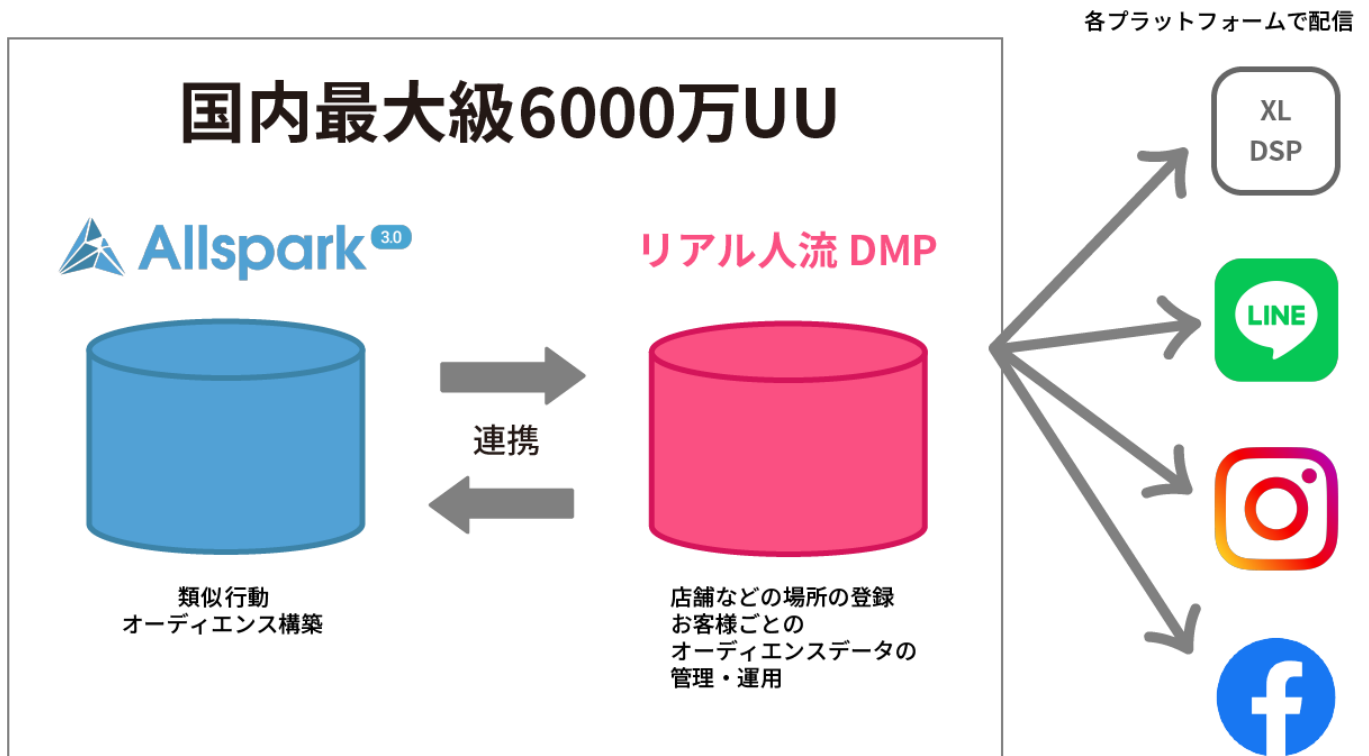 各プラットフォームで配信
国内最大級6000万UU
Allspark 3.0
リアル人流 DMP
連携
類似行動
オーディエンス構築
店舗などの場所の登録
お客様ごとの
オーディエンスデータの
管理・運用
XL
DSP
LINE